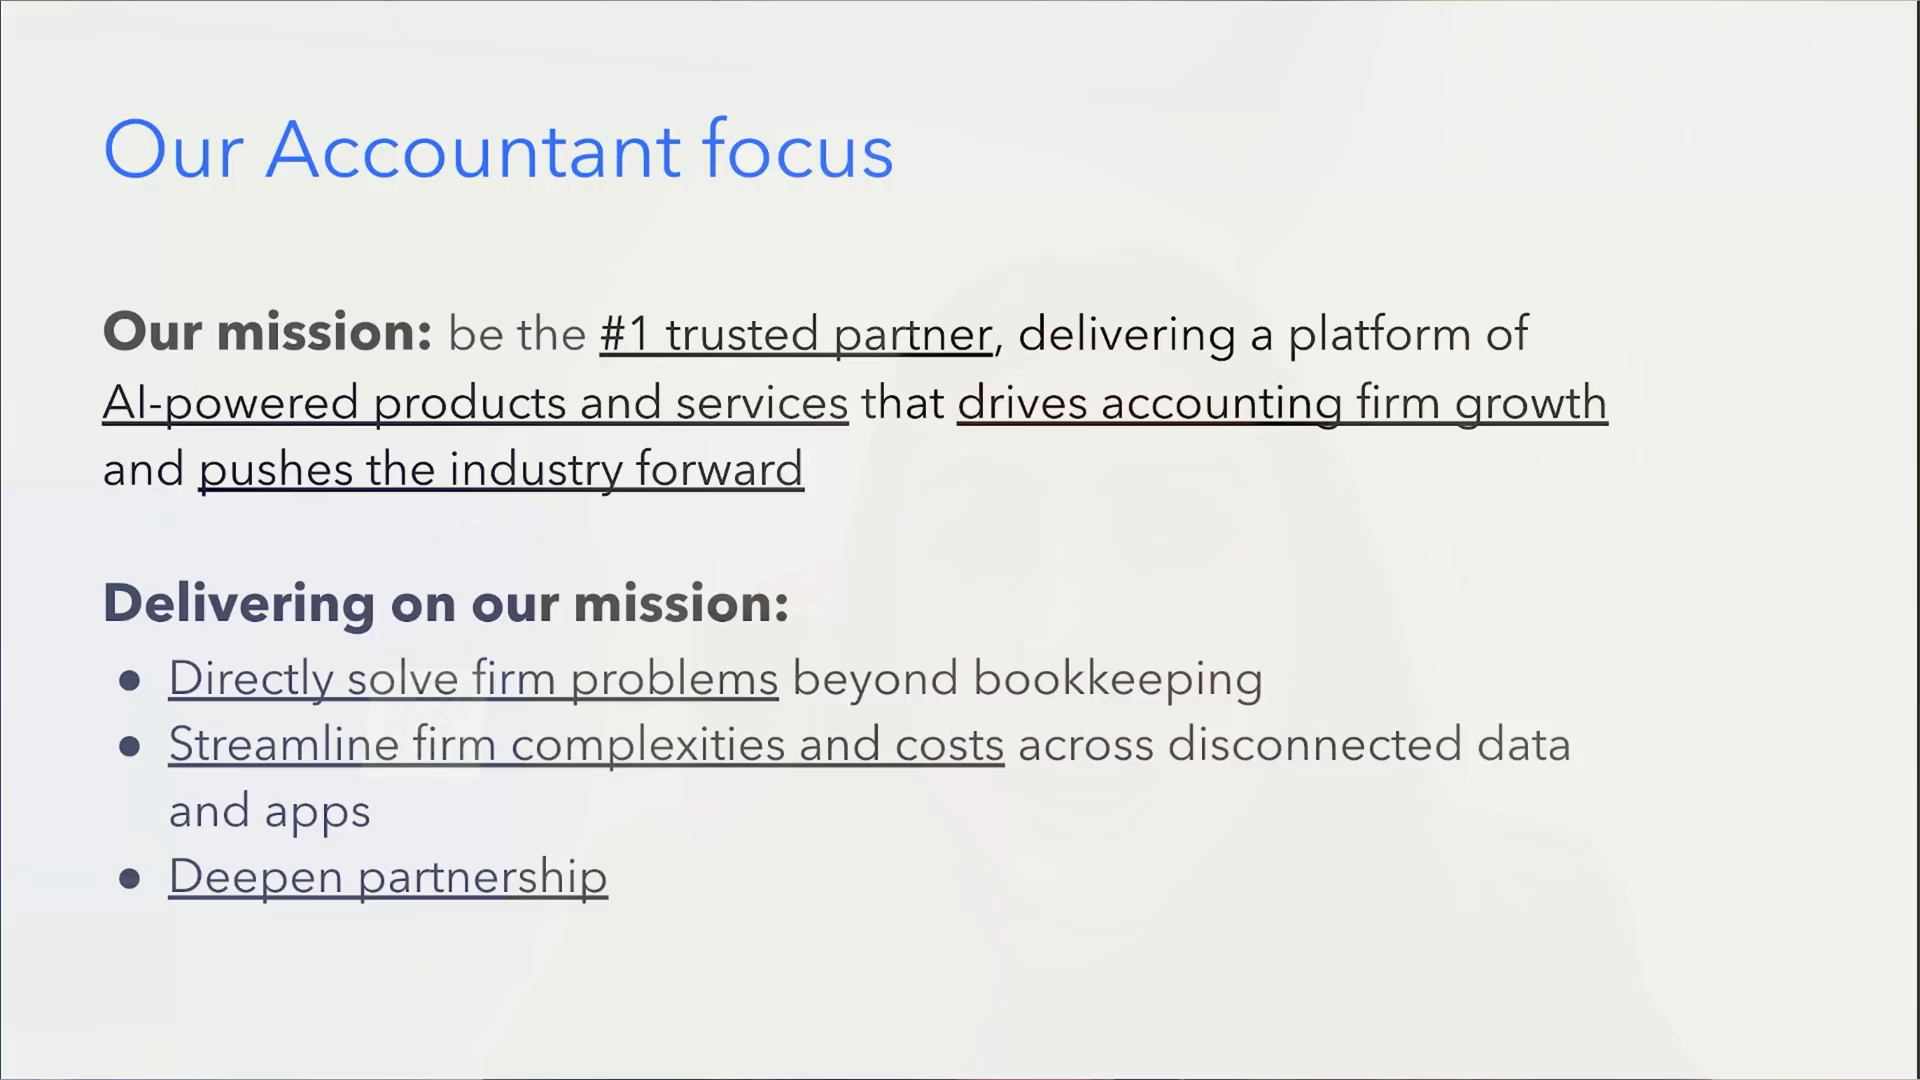 Our Accountant focus
Our mission: be the #1 trusted partner, delivering a platform of
AI-powered products and services that drives accounting firm growth
and pushes the industry forward
Delivering on our mission:
● Directly solve firm problems beyond bookkeeping
● Streamline firm complexities and costs across disconnected data
and apps
● Deepen partnership